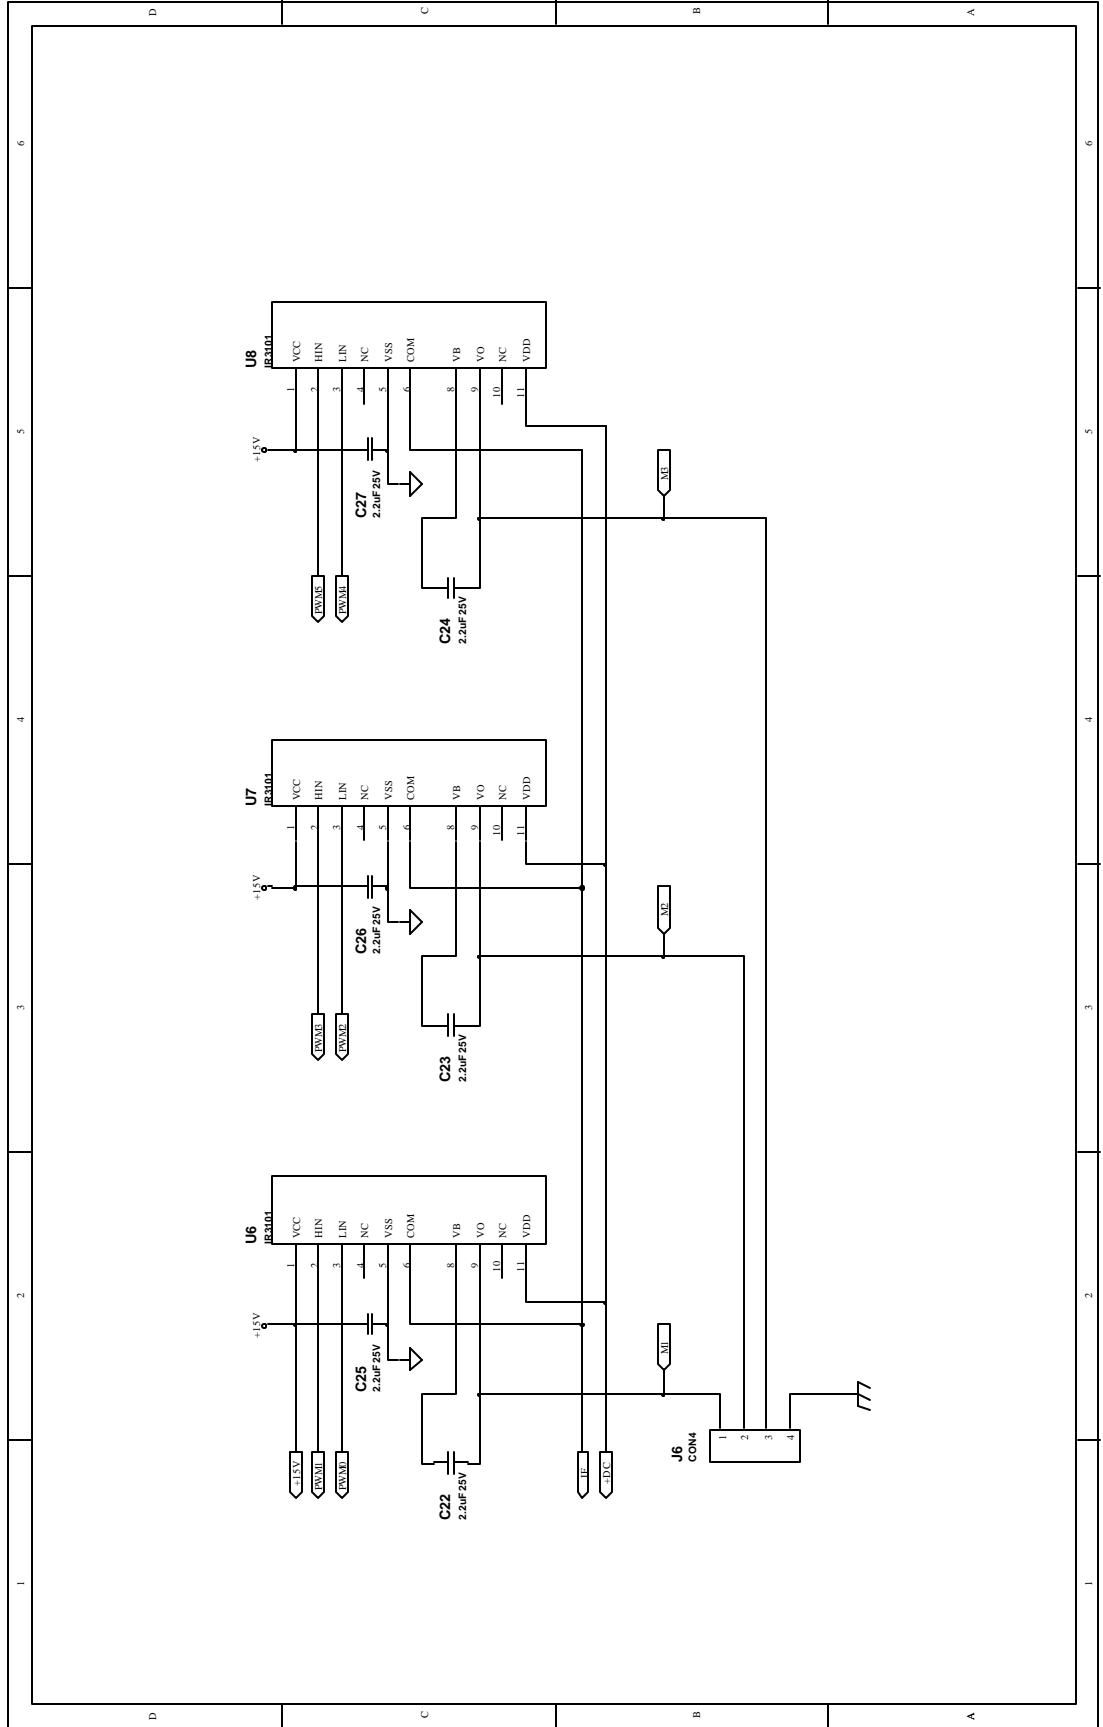 1
2
3
4
5
6
D
D
U6
IR3101
VCC
HIN
LIN
NC
VSS
COM
VB
VO
NC
VDD
1
2
3
4
5
6
8
9
10
11
+15V
+15V
PWM1
PWM0
C25
2.2uF 25V
C22
2.2uF 25V
U7
IR3101
VCC
HIN
LIN
NC
VSS
COM
VB
VO
NC
VDD
1
2
3
4
5
6
8
9
10
11
+15V
PWM3
PWM2
C26
2.2uF 25V
C23
2.2uF 25V
U8
IR3101
VCC
HIN
LIN
NC
VSS
COM
VB
VO
NC
VDD
1
2
3
4
5
6
8
9
10
11
+15V
PWM5
PWM4
C27
2.2uF 25V
C24
2.2uF 25V
C
C
IF
+DC
M1
M2
M3
J6
CON4
1
2
3
4
B
B
A
A
1
2
3
4
5
6